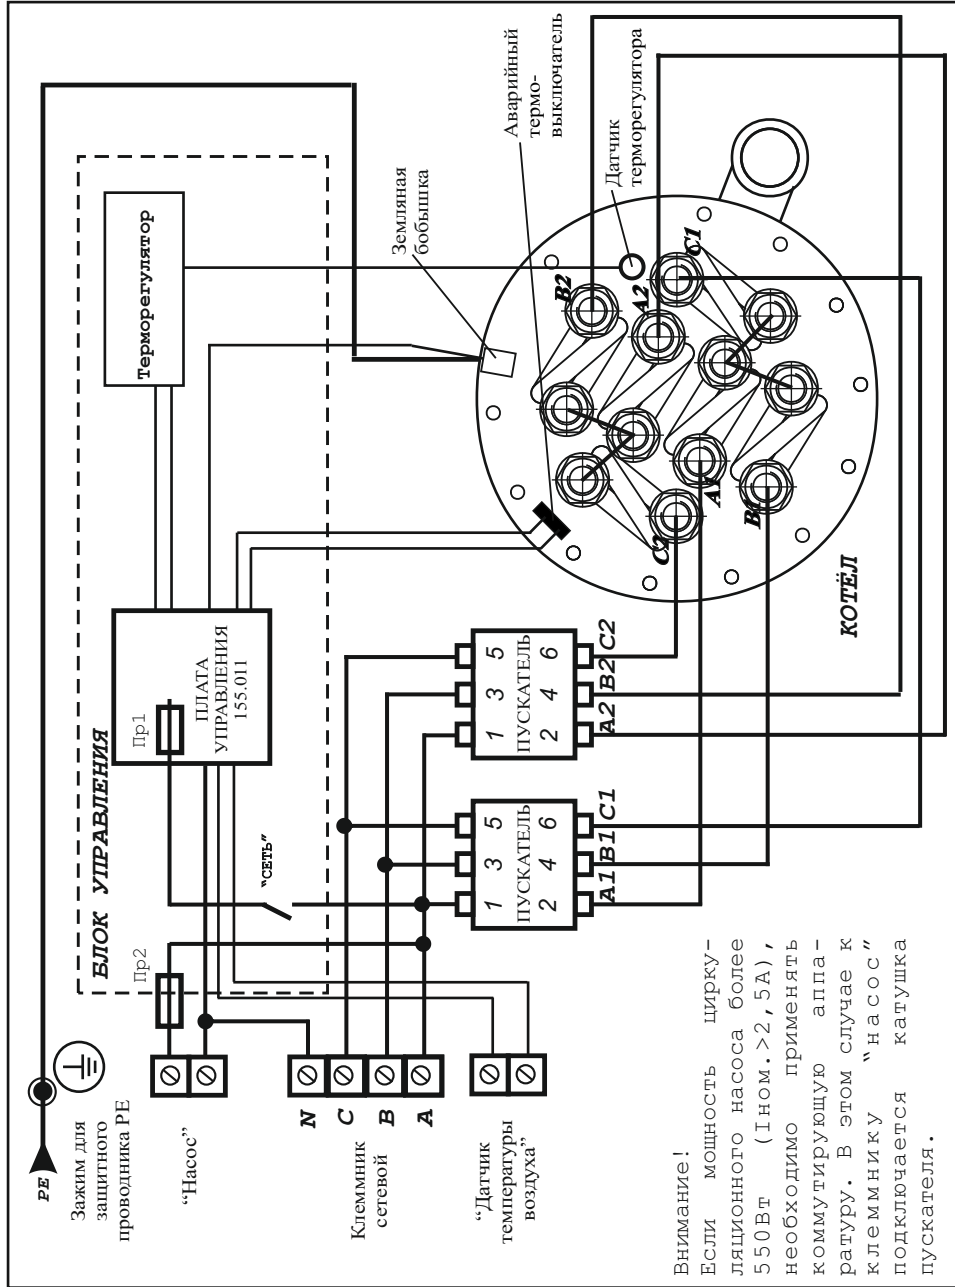 PE
Зажим для
защитного
проводника PE
“Насос”
N
C
B
A
Клеммник
сетевой
“Датчик
температуры
воздуха”
БЛОК УПРАВЛЕНИЯ
Пр2
Пр1
ПЛАТА
УПРАВЛЕНИЯ
155.011
Терморегулятор
“СЕТЬ”
1 3 5
ПУСКАТЕЛЬ
2 4 6
A1 B1 C1
1 3 5
ПУСКАТЕЛЬ
2 4 6
A2 B2 C2
Земляная
бобышка
Аварийный
термо-
выключатель
Датчик
терморегулятора
B2
A2
C1
C2
A1
B1
КОТЁЛ
Внимание!
Если мощность цирку-
ляционного насоса более
550Вт (Iном.>2,5А),
необходимо применять
коммутирующую аппа-
ратуру. В этом случае к
клеммнику “насос”
подключается катушка
пускателя.